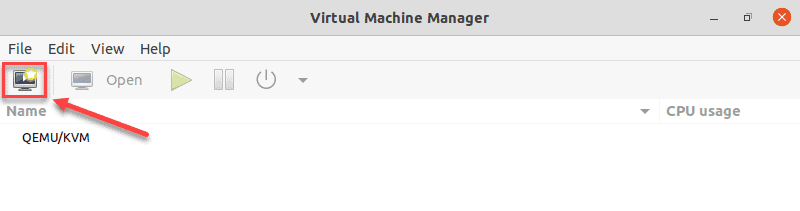 Virtual Machine Manager
File Edit View Help
Open
Name CPU usage
QEMU/KVM